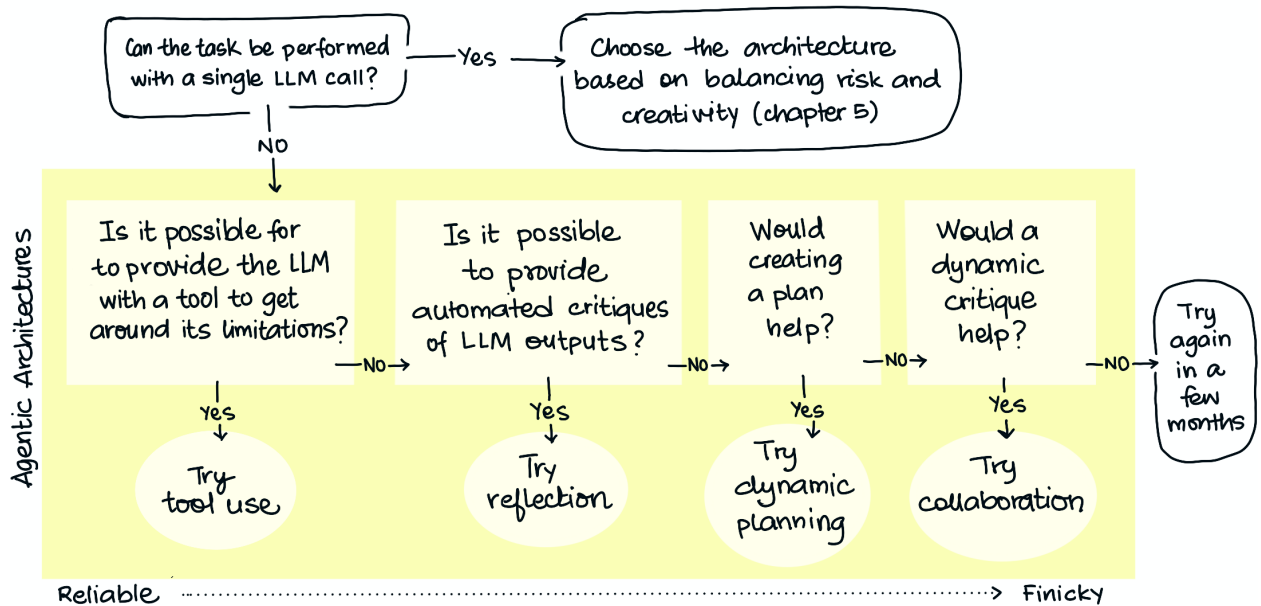 Can the task be performed
with a single LLM call?
Yes
Choose the architecture
based on balancing risk and
creativity (chapter 5)
NO
Agentic Architectures
Is it possible for
to provide the LLM
with a tool to get
around its limitations?
NO
Yes
Try
tool use
Is it possible
to provide
automated critiques
of LLM outputs?
NO
Yes
Try
reflection
Would
creating
a plan
help?
NO
Yes
Try
dynamic
planning
Would a
dynamic
critique
help?
NO
Yes
Try
collaboration
Try
again
in a
few
months
Reliable
Finicky